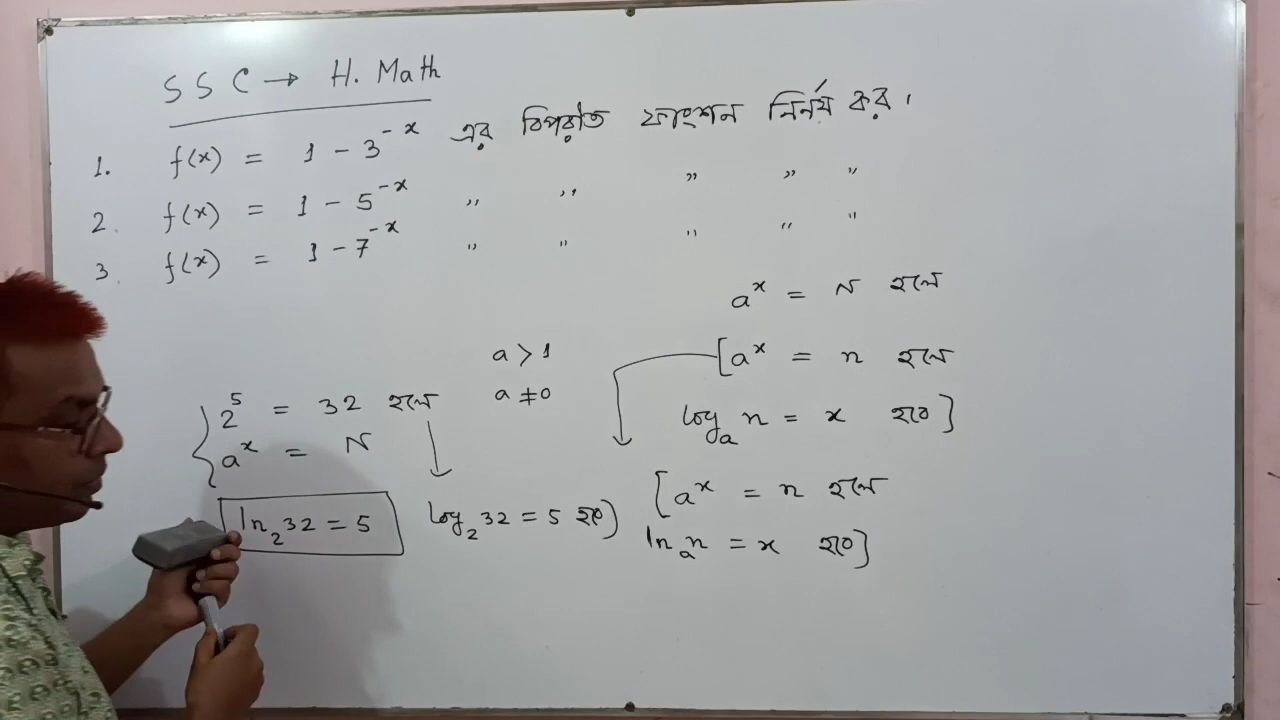 SSC → H. Math
1. f(x) = 1 - 3^{-x} এর বিপরীত ফাংশন নির্নয় কর।
2. f(x) = 1 - 5^{-x} " " " " "
3. f(x) = 1 - 7^{-x} " " " " "
a^x = N হলে
a > 1
[a^x = n হলে
a ≠ 0
log_a n = x হবে]
2^5 = 32 হলে
a^x = N
ln_2 32 = 5
log_2 32 = 5 হবে)
[a^x = n হলে
ln_a n = x হবে]